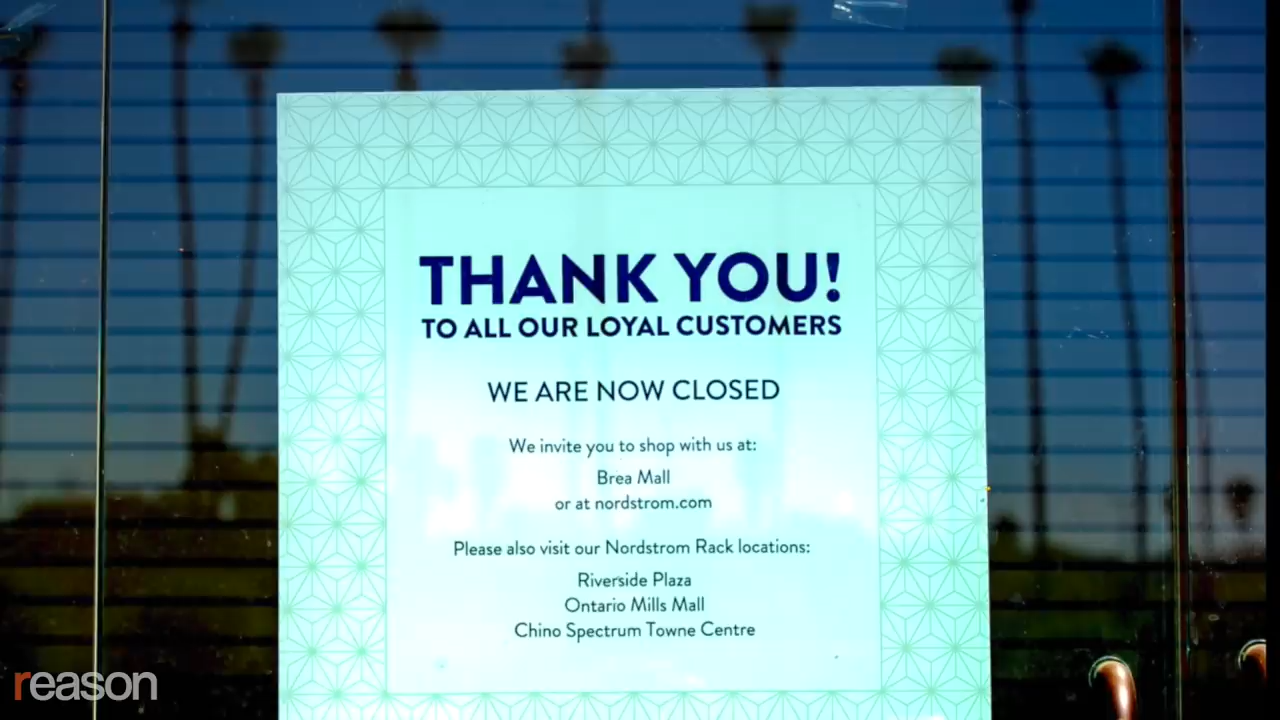 THANK YOU!
TO ALL OUR LOYAL CUSTOMERS
WE ARE NOW CLOSED
We invite you to shop with us at:
Brea Mall
or at nordstrom.com
Please also visit our Nordstrom Rack locations:
Riverside Plaza
Ontario Mills Mall
Chino Spectrum Towne Centre
reason